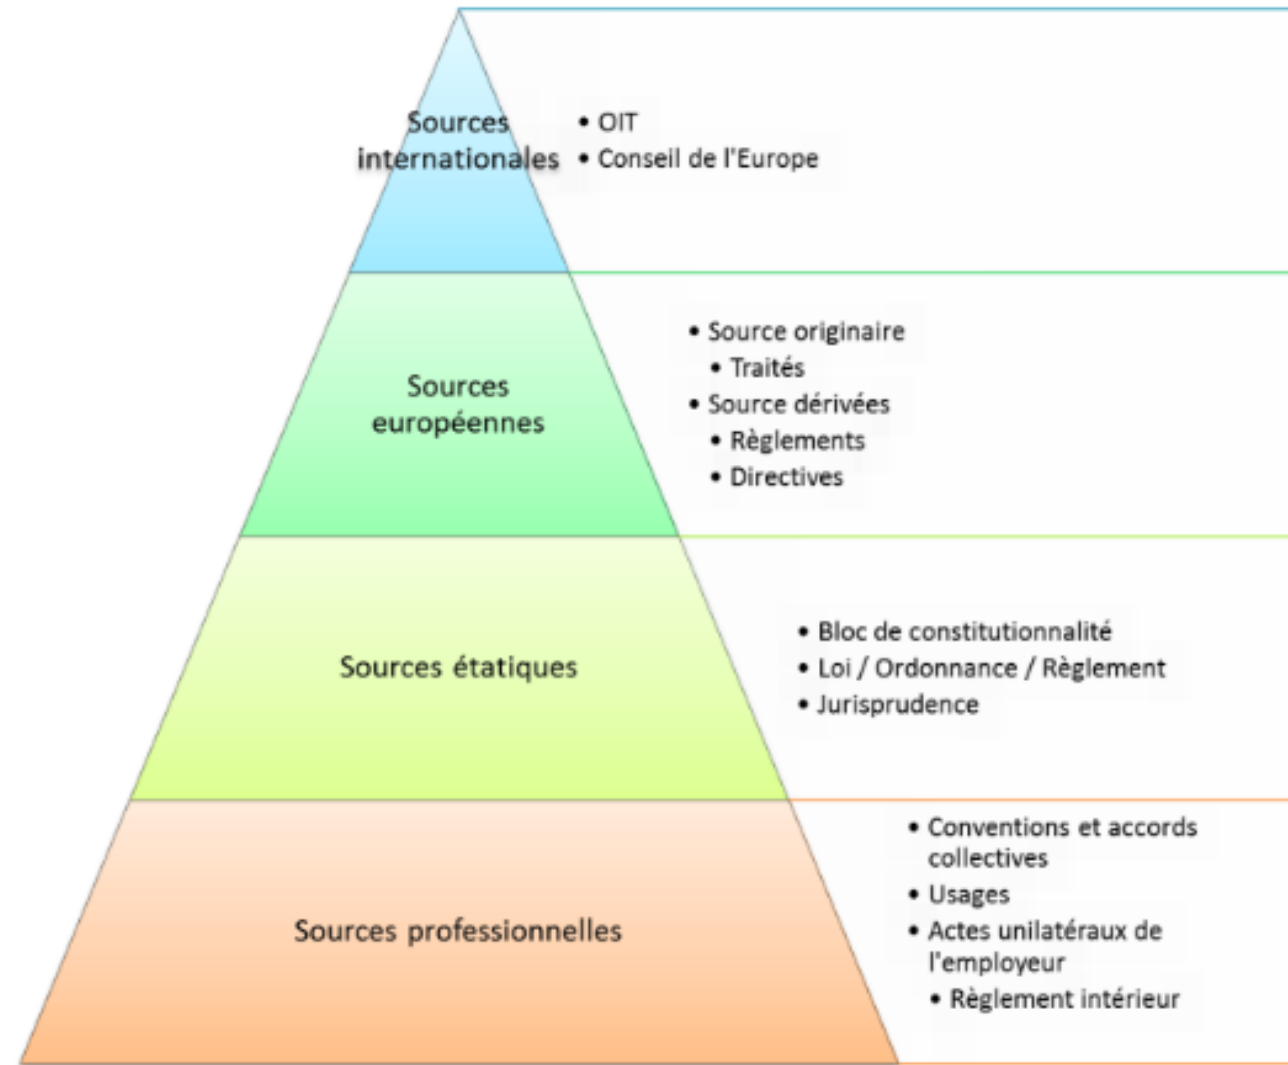 Sources
internationales
• OIT
• Conseil de l'Europe
Sources
européennes
• Source originaire
• Traités
• Source dérivées
• Règlements
• Directives
Sources étatiques
• Bloc de constitutionnalité
• Loi / Ordonnance / Règlement
• Jurisprudence
Sources professionnelles
• Conventions et accords
collectives
• Usages
• Actes unilatéraux de
l'employeur
• Règlement intérieur